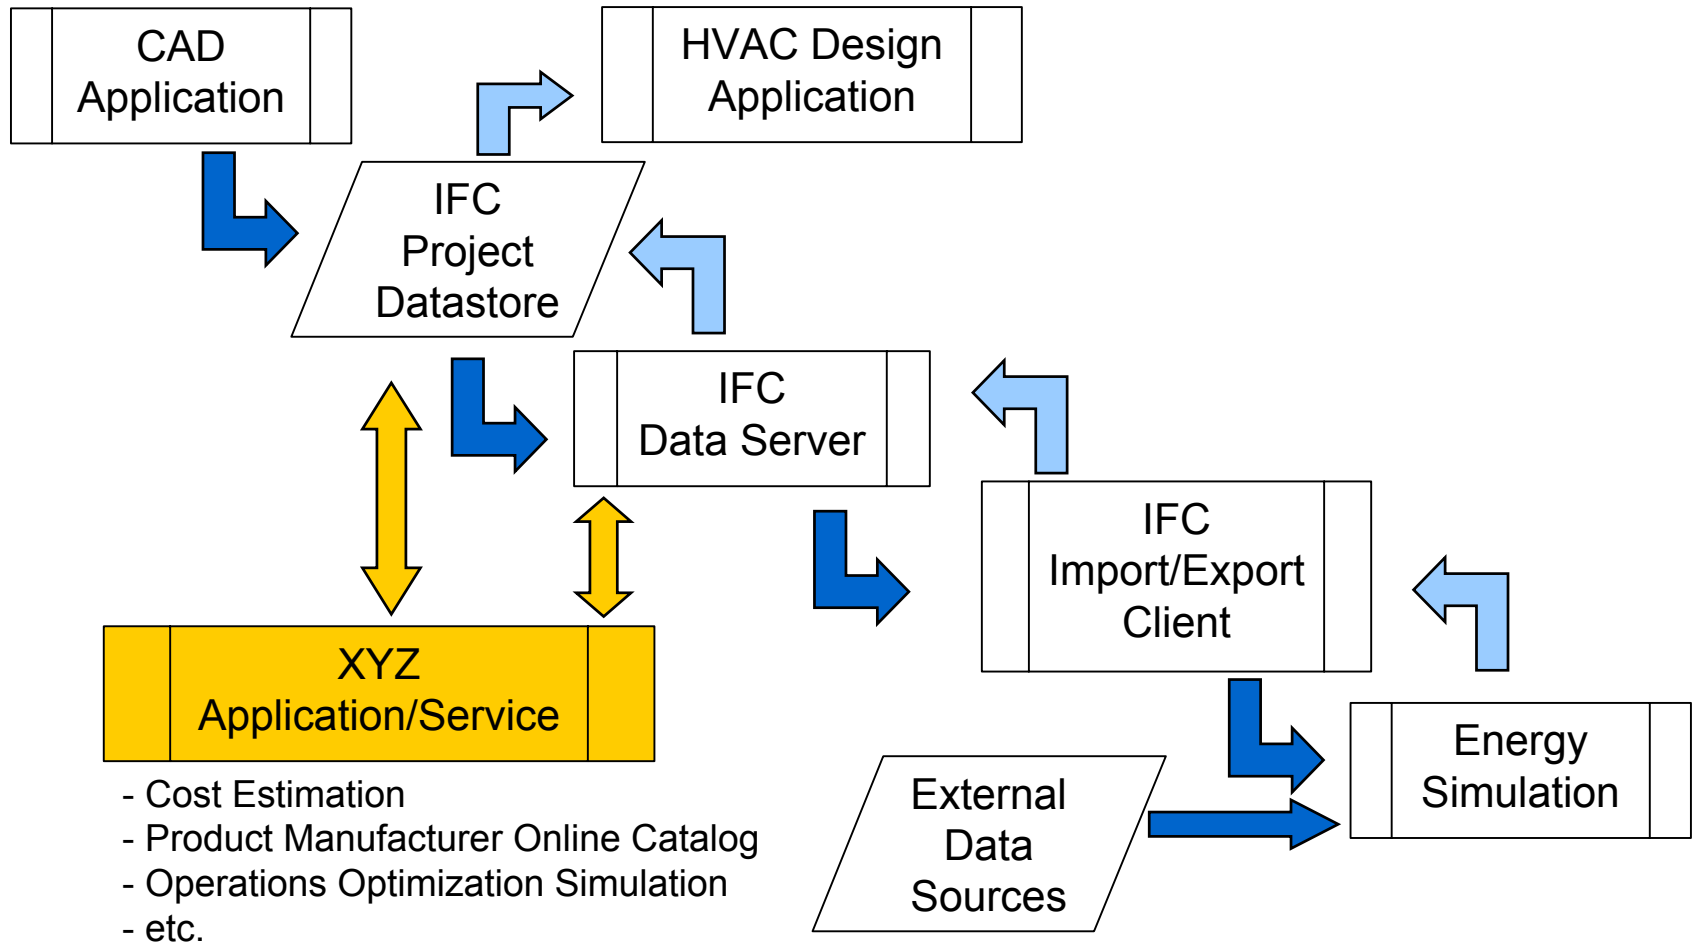 CAD
Application
HVAC Design
Application
IFC
Project
Datastore
IFC
Data Server
IFC
Import/Export
Client
XYZ
Application/Service
- Cost Estimation
- Product Manufacturer Online Catalog
- Operations Optimization Simulation
- etc.
External
Data
Sources
Energy
Simulation